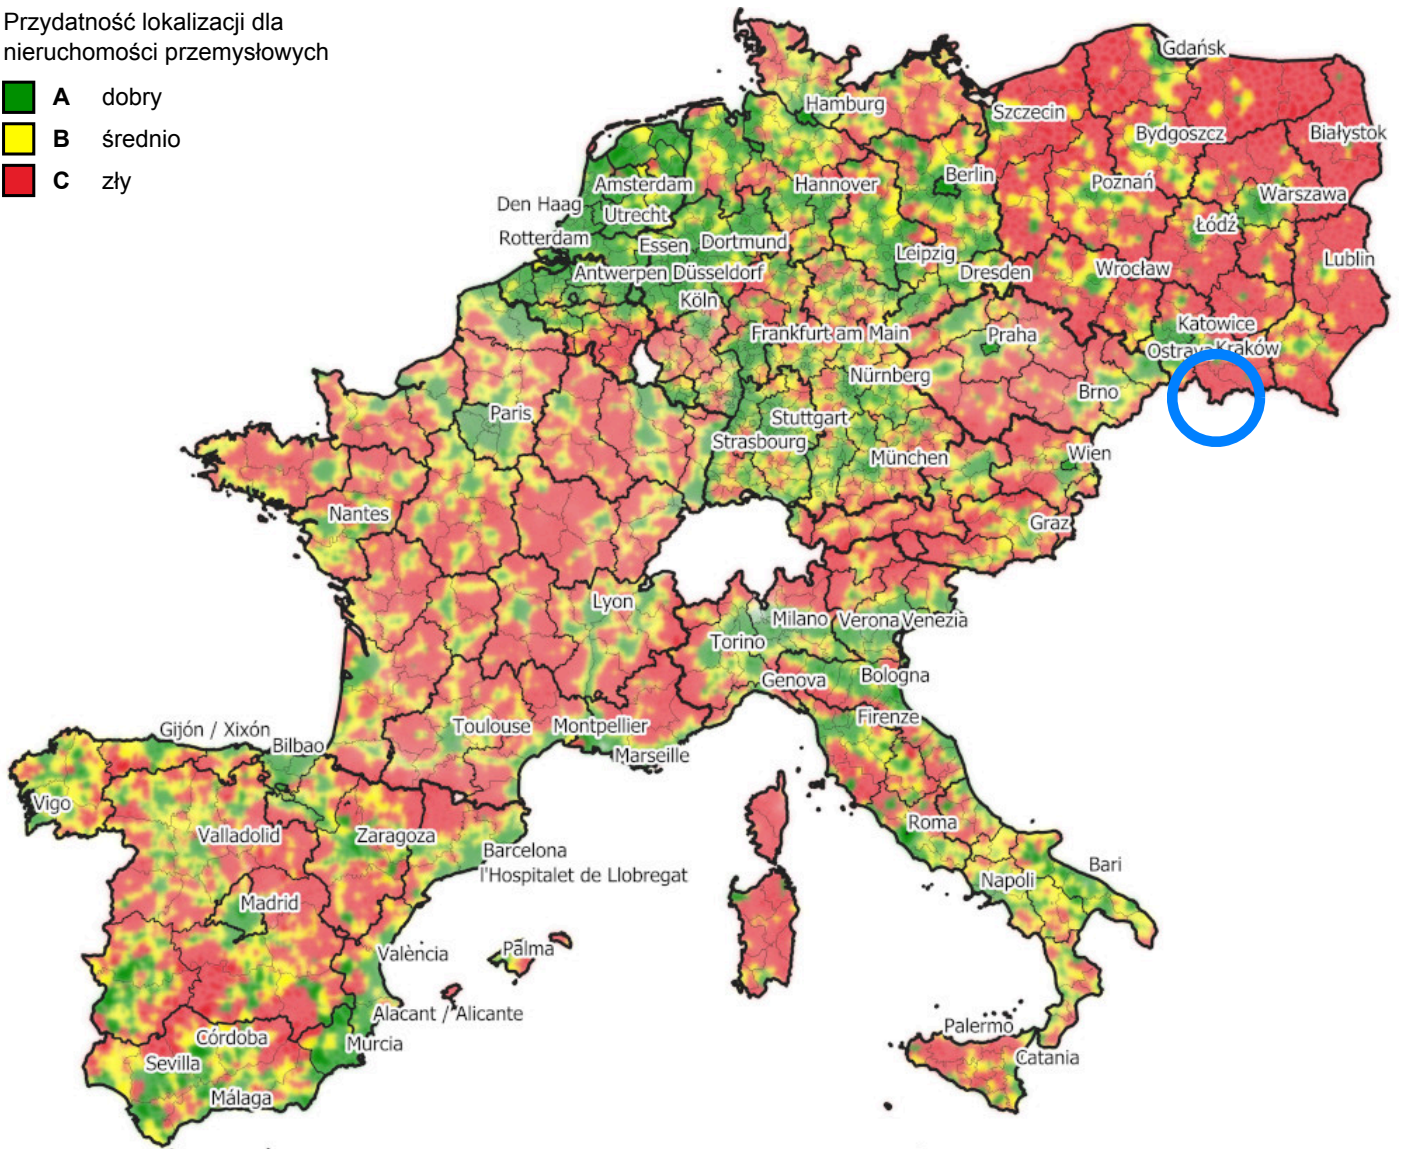 Przydatność lokalizacji dla
nieruchomości przemysłowych
A dobry
B średnio
C zły
Gdańsk
Hamburg
Szczecin
Bydgoszcz
Białystok
Amsterdam
Hannover
Berlin
Poznań
Warszawa
Den Haag
Utrecht
Łódź
Rotterdam
Essen
Dortmund
Leipzig
Lublin
Antwerpen
Düsseldorf
Dresden
Wrocław
Köln
Frankfurt am Main
Praha
Katowice
Ostrava
Kraków
Nürnberg
Brno
Paris
Stuttgart
Strasbourg
München
Wien
Nantes
Graz
Lyon
Milano
Verona
Venezia
Torino
Genova
Bologna
Firenze
Gijón / Xixón
Bilbao
Toulouse
Montpellier
Marseille
Vigo
Valladolid
Zaragoza
Roma
Barcelona
l'Hospitalet de Llobregat
Bari
Napoli
Madrid
València
Palma
Alacant / Alicante
Palermo
Córdoba
Murcia
Catania
Sevilla
Málaga